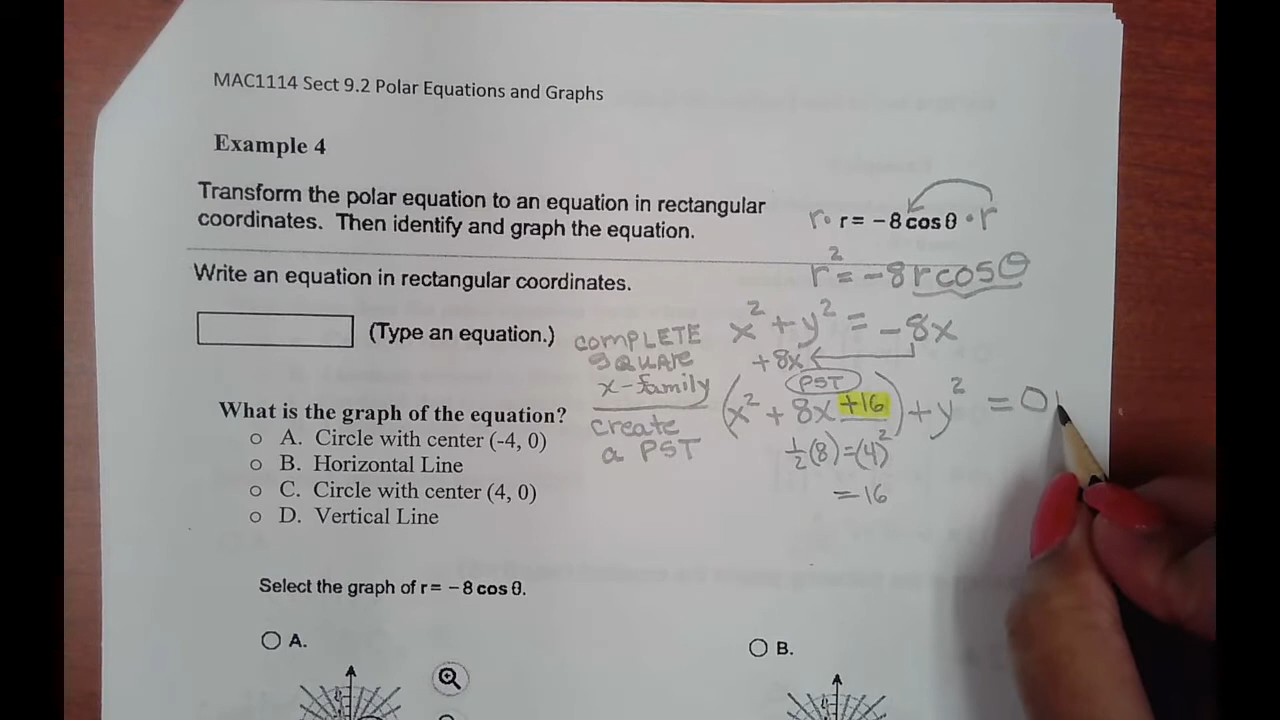 MAC1114 Sect 9.2 Polar Equations and Graphs
Example 4
Transform the polar equation to an equation in rectangular
coordinates. Then identify and graph the equation.
r· r = −8 cos θ · r
r² = −8 r cos θ
Write an equation in rectangular coordinates.
(Type an equation.)
x² + y² = −8x
+8x
COMPLETE
SQUARE
x-family
create
a PST
PST
(x² + 8x +16) + y² = 0
½(8)=(4)²
=16
What is the graph of the equation?
A. Circle with center (-4, 0)
B. Horizontal Line
C. Circle with center (4, 0)
D. Vertical Line
Select the graph of r = −8 cos θ.
A.
B.